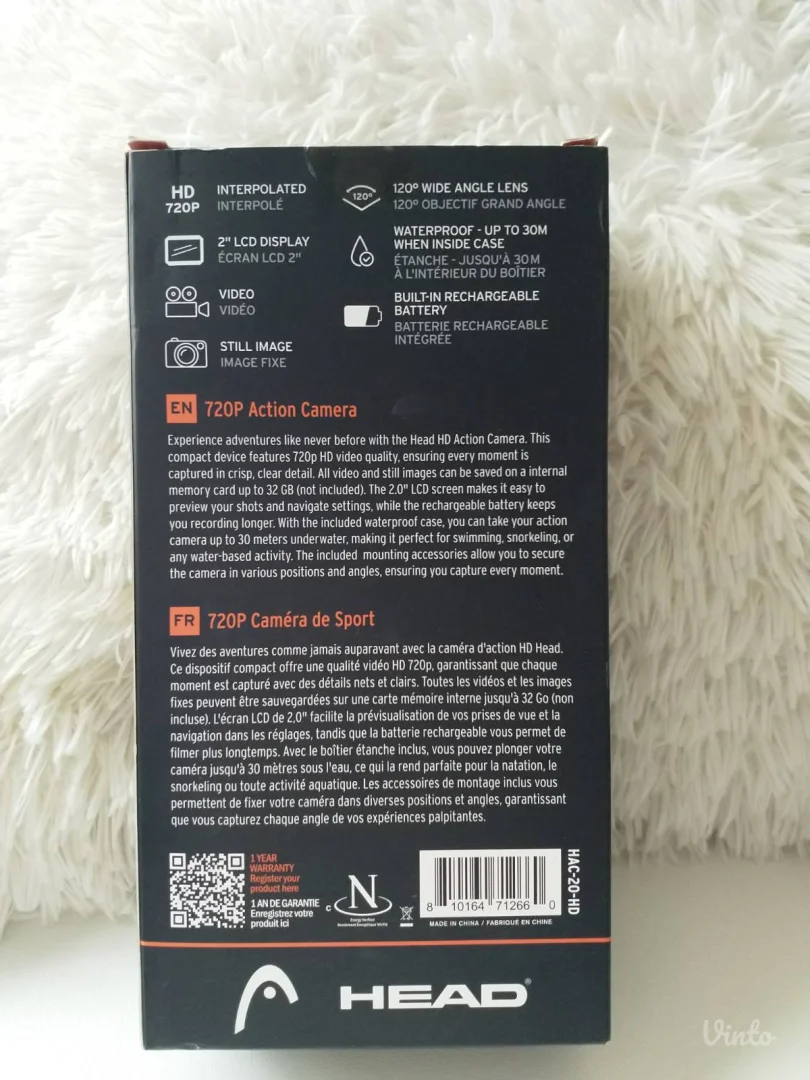 HD
720P
INTERPOLATED
INTERPOLÉ
120°
120° WIDE ANGLE LENS
120° OBJECTIF GRAND ANGLE
2" LCD DISPLAY
ÉCRAN LCD 2"
WATERPROOF - UP TO 30M
WHEN INSIDE CASE
ÉTANCHE - JUSQU'À 30 M
À L'INTÉRIEUR DU BOÎTIER
VIDEO
VIDÉO
BUILT-IN RECHARGEABLE
BATTERY
BATTERIE RECHARGEABLE
INTÉGRÉE
STILL IMAGE
IMAGE FIXE
EN 720P Action Camera
Experience adventures like never before with the Head HD Action Camera. This
compact device features 720p HD video quality, ensuring every moment is
captured in crisp, clear detail. All video and still images can be saved on a internal
memory card up to 32 GB (not included). The 2.0" LCD screen makes it easy to
preview your shots and navigate settings, while the rechargeable battery keeps
you recording longer. With the included waterproof case, you can take your action
camera up to 30 meters underwater, making it perfect for swimming, snorkeling, or
any water-based activity. The included mounting accessories allow you to secure
the camera in various positions and angles, ensuring you capture every moment.
FR 720P Caméra de Sport
Vivez des aventures comme jamais auparavant avec la caméra d'action HD Head.
Ce dispositif compact offre une qualité vidéo HD 720p, garantissant que chaque
moment est capturé avec des détails nets et clairs. Toutes les vidéos et les images
fixes peuvent être sauvegardées sur une carte mémoire interne jusqu'à 32 Go (non
incluse). L'écran LCD de 2,0" facilite la prévisualisation de vos prises de vue et la
navigation dans les réglages, tandis que la batterie rechargeable vous permet de
filmer plus longtemps. Avec le boîtier étanche inclus, vous pouvez plonger votre
caméra jusqu'à 30 mètres sous l'eau, ce qui la rend parfaite pour la natation, le
snorkeling ou toute activité aquatique. Les accessoires de montage inclus vous
permettent de fixer votre caméra dans diverses positions et angles, garantissant
que vous capturez chaque angle de vos expériences palpitantes.
1 YEAR
WARRANTY
Register your
product here
1 AN DE GARANTIE
Enregistrez votre
produit ici
C N
Energy Verified
Rendement Énergétique Vérifié
8 10164 71266 0
MADE IN CHINA / FABRIQUÉ EN CHINE
HAC-20-HD
HEAD®
Vinto